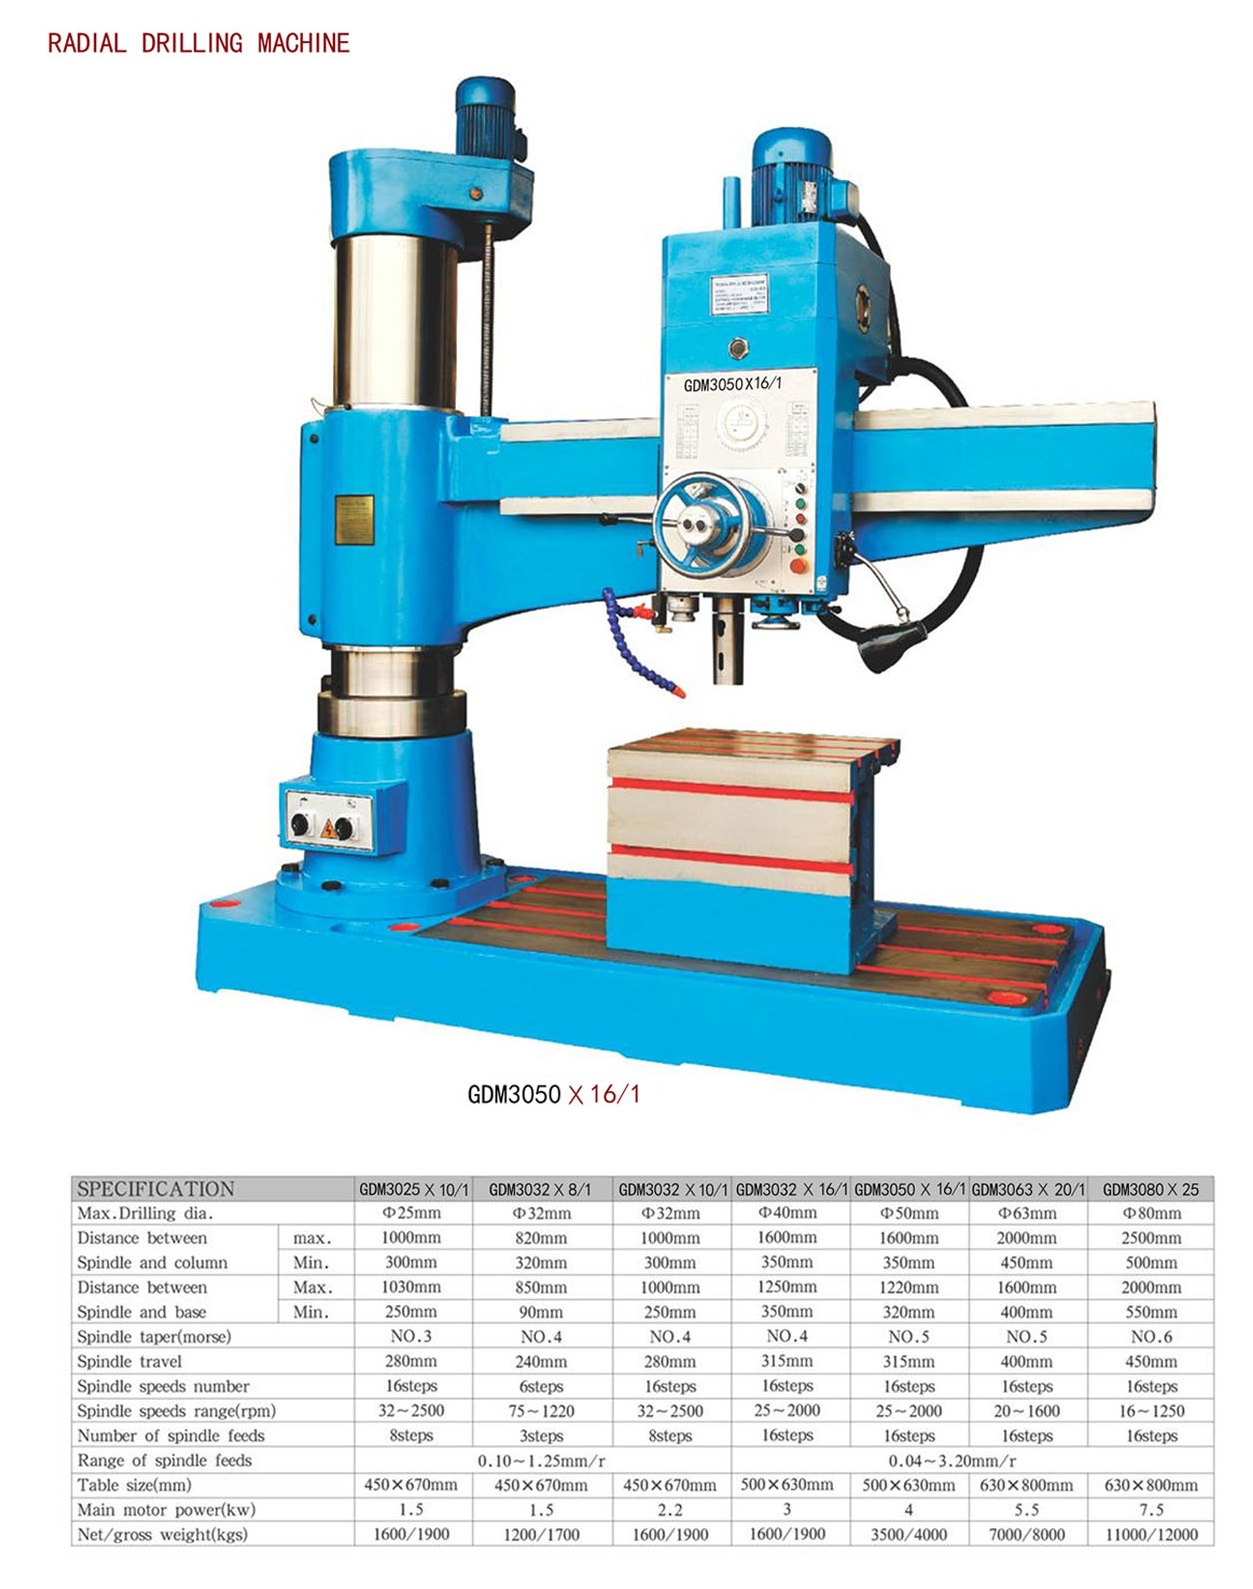 RADIAL DRILLING MACHINE
GDM3050X16/1
GDM3050 X 16/1
SPECIFICATION GDM3025 X 10/1 GDM3032 X 8/1 GDM3032 X 10/1 GDM3032 X 16/1 GDM3050 X 16/1 GDM3063 X 20/1 GDM3080 X 25
Max.Drilling dia. Φ25mm Φ32mm Φ32mm Φ40mm Φ50mm Φ63mm Φ80mm
Distance between max. 1000mm 820mm 1000mm 1600mm 1600mm 2000mm 2500mm
Spindle and column Min. 300mm 320mm 300mm 350mm 350mm 450mm 500mm
Distance between Max. 1030mm 850mm 1000mm 1250mm 1220mm 1600mm 2000mm
Spindle and base Min. 250mm 90mm 250mm 350mm 320mm 400mm 550mm
Spindle taper(morse) NO.3 NO.4 NO.4 NO.4 NO.5 NO.5 NO.6
Spindle travel 280mm 240mm 280mm 315mm 315mm 400mm 450mm
Spindle speeds number 16steps 6steps 16steps 16steps 16steps 16steps 16steps
Spindle speeds range(rpm) 32~2500 75~1220 32~2500 25~2000 25~2000 20~1600 16~1250
Number of spindle feeds 8steps 3steps 8steps 16steps 16steps 16steps 16steps
Range of spindle feeds 0.10~1.25mm/r 0.04~3.20mm/r
Table size(mm) 450×670mm 450×670mm 450×670mm 500×630mm 500×630mm 630×800mm 630×800mm
Main motor power(kw) 1.5 1.5 2.2 3 4 5.5 7.5
Net/gross weight(kgs) 1600/1900 1200/1700 1600/1900 1600/1900 3500/4000 7000/8000 11000/12000